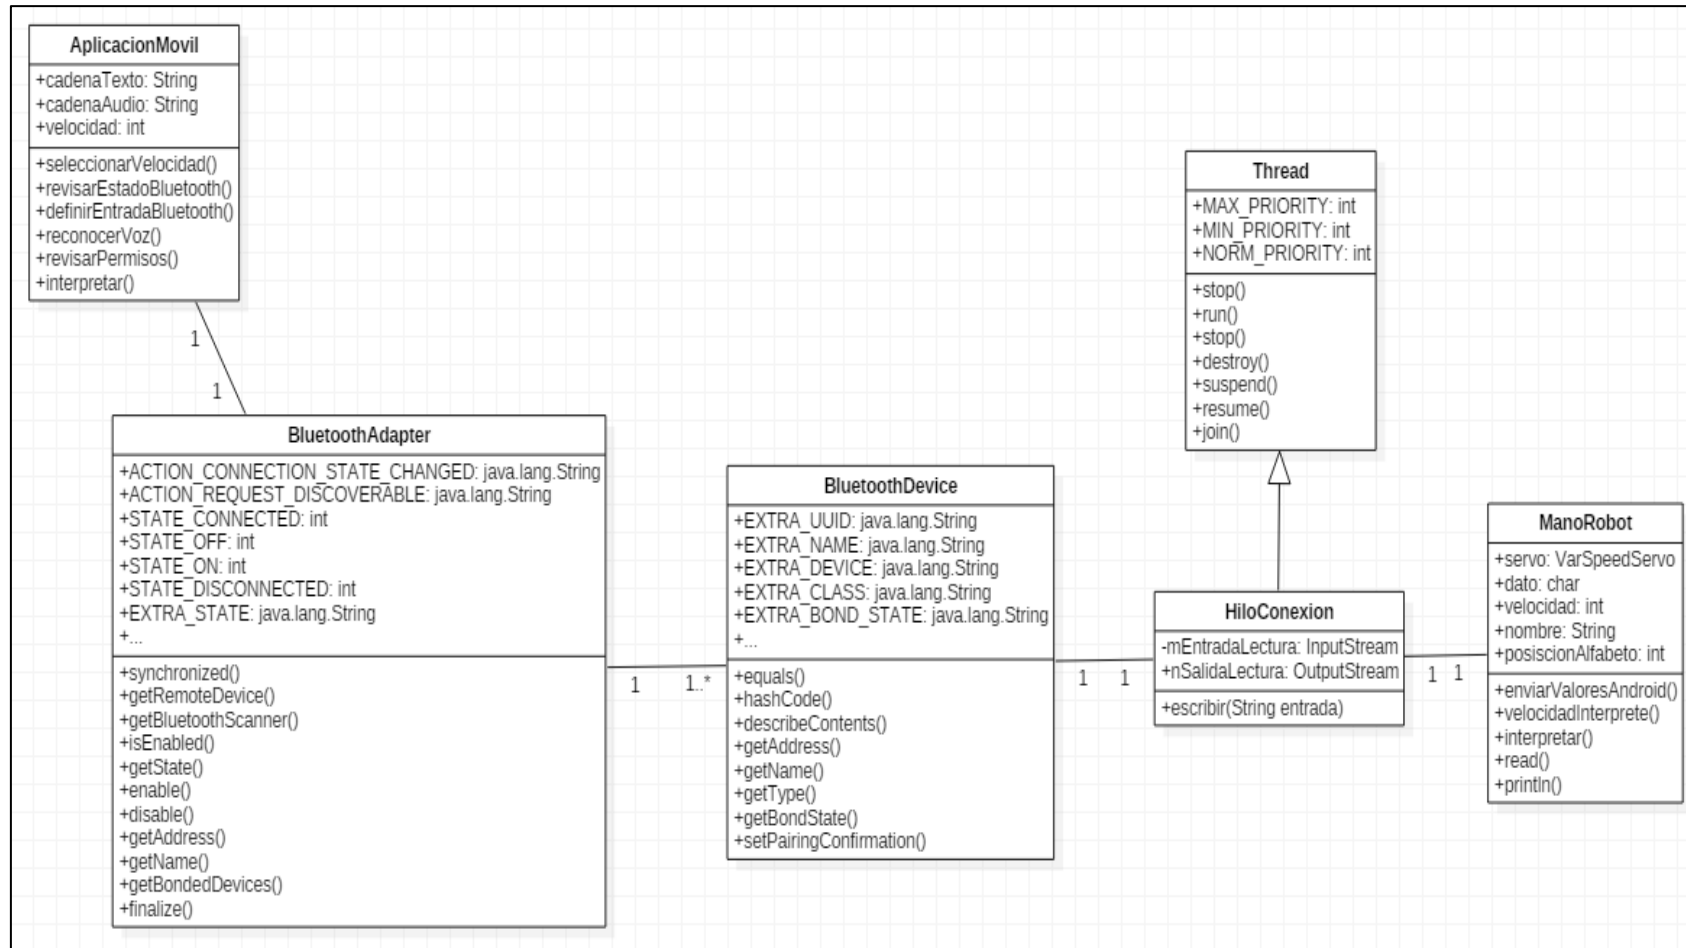 AplicacionMovil
+cadenaTexto: String
+cadenaAudio: String
+velocidad: int
+seleccionarVelocidad()
+revisarEstadoBluetooth()
+definirEntradaBluetooth()
+reconocerVoz()
+revisarPermisos()
+interpretar()
1
1
BluetoothAdapter
+ACTION_CONNECTION_STATE_CHANGED: java.lang.String
+ACTION_REQUEST_DISCOVERABLE: java.lang.String
+STATE_CONNECTED: int
+STATE_OFF: int
+STATE_ON: int
+STATE_DISCONNECTED: int
+EXTRA_STATE: java.lang.String
+...
+synchronized()
+getRemoteDevice()
+getBluetoothScanner()
+isEnabled()
+getState()
+enable()
+disable()
+getAddress()
+getName()
+getBondedDevices()
+finalize()
1
1..*
BluetoothDevice
+EXTRA_UUID: java.lang.String
+EXTRA_NAME: java.lang.String
+EXTRA_DEVICE: java.lang.String
+EXTRA_CLASS: java.lang.String
+EXTRA_BOND_STATE: java.lang.String
+...
+equals()
+hashCode()
+describeContents()
+getAddress()
+getName()
+getType()
+getBondState()
+setPairingConfirmation()
1
1
Thread
+MAX_PRIORITY: int
+MIN_PRIORITY: int
+NORM_PRIORITY: int
+stop()
+run()
+stop()
+destroy()
+suspend()
+resume()
+join()
HiloConexion
-mEntradaLectura: InputStream
+nSalidaLectura: OutputStream
+escribir(String entrada)
1
1
ManoRobot
+servo: VarSpeedServo
+dato: char
+velocidad: int
+nombre: String
+posiscionAlfabeto: int
+enviarValoresAndroid()
+velocidadInterprete()
+interpretar()
+read()
+println()